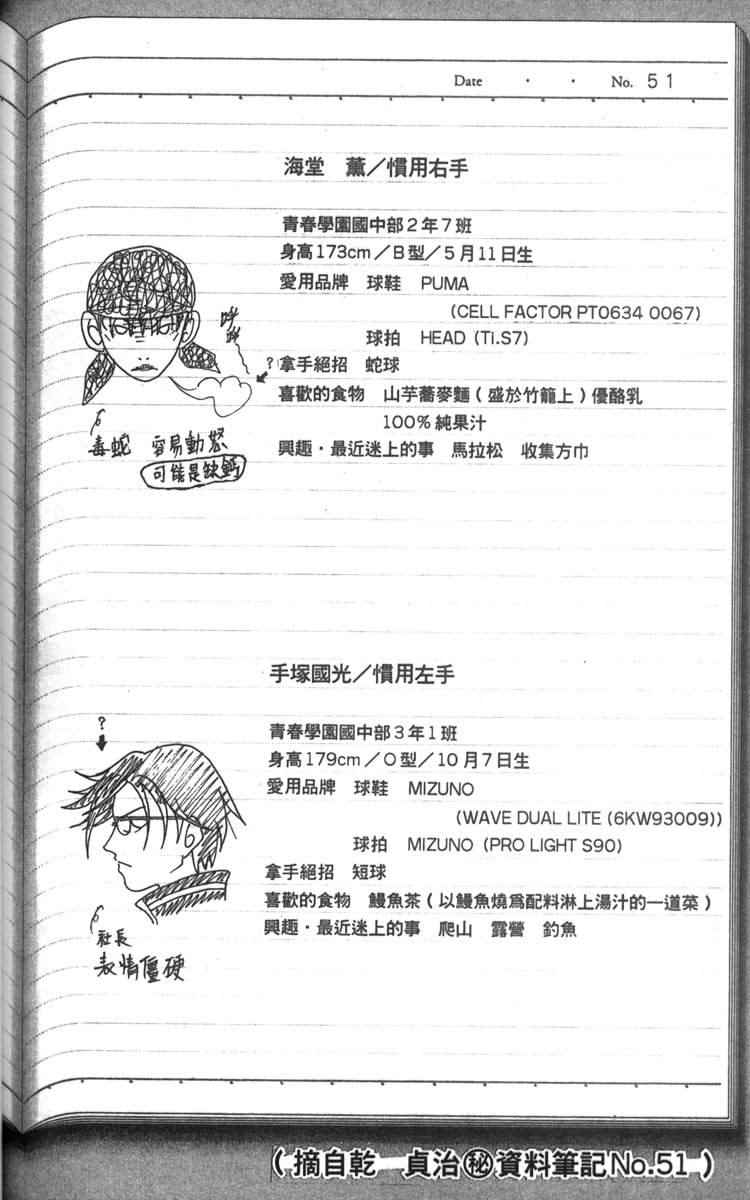 Date ・ ・ No. 51
海堂　薰／慣用右手
青春學園國中部2年7班
身高173cm／B型／5月11日生
愛用品牌　球鞋　PUMA
(CELL FACTOR PT0634 0067)
球拍　HEAD (TI.S7)
拿手絕招　蛇球
喜歡的食物　山芋蕎麥麵（盛於竹籠上）優酪乳
100%純果汁
興趣・最近迷上的事　馬拉松　收集方巾
?
毒蛇　容易動怒
可能是缺鈣
手塚國光／慣用左手
青春學園國中部3年1班
身高179cm／O型／10月7日生
愛用品牌　球鞋　MIZUNO
(WAVE DUAL LITE (6KW93009))
球拍　MIZUNO (PRO LIGHT S90)
拿手絕招　短球
喜歡的食物　鰻魚茶（以鰻魚燒爲配料淋上湯汁的一道菜）
興趣・最近迷上的事　爬山　露營　釣魚
?
社長
表情僵硬
（摘自乾　貞治㊙資料筆記No.51）